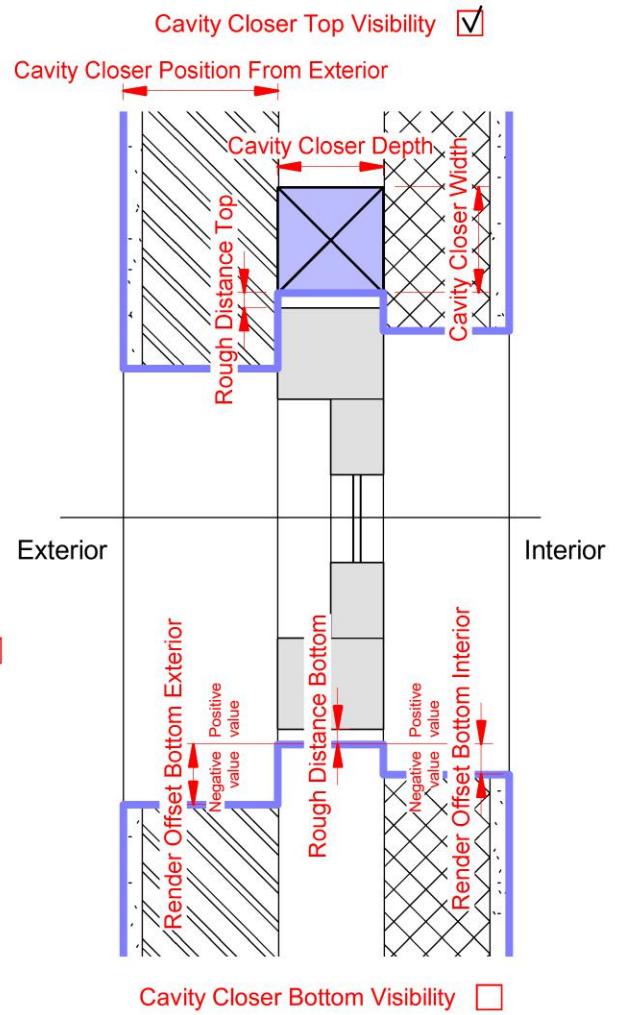 Cavity Closer Top Visibility
Cavity Closer Position From Exterior
Cavity Closer Depth
Cavity Closer Width
Rough Distance Top
Exterior
Interior
Render Offset Bottom Exterior
Positive
value
Negative
value
Rough Distance Bottom
Positive
value
Negative
value
Render Offset Bottom Interior
Cavity Closer Bottom Visibility